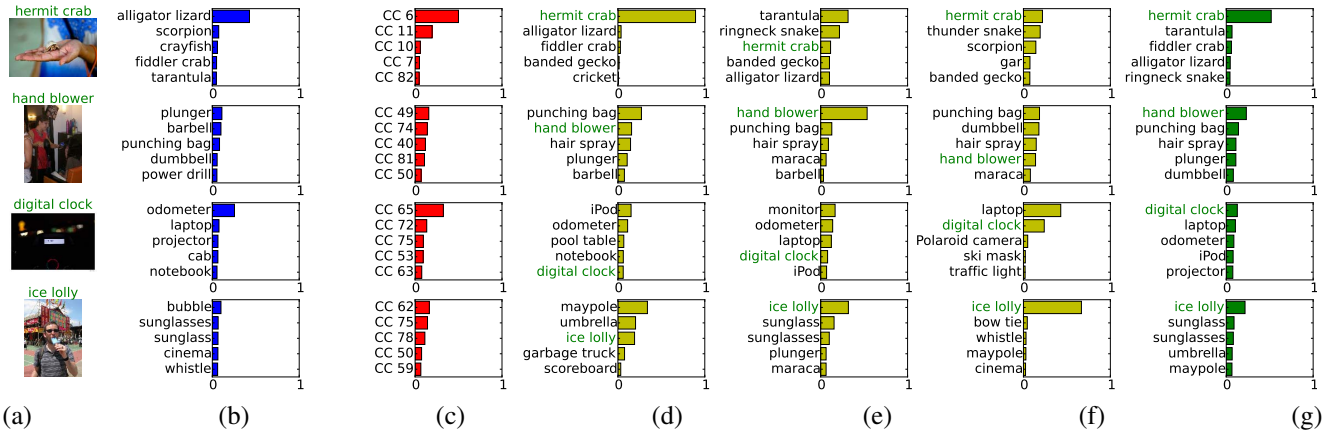 hermit crab
alligator lizard
scorpion
crayfish
fiddler crab
tarantula
0 1
CC 6
CC 11
CC 10
CC 7
CC 82
0 1
hermit crab
alligator lizard
fiddler crab
banded gecko
cricket
0 1
tarantula
ringneck snake
hermit crab
banded gecko
alligator lizard
0 1
hermit crab
thunder snake
scorpion
gar
banded gecko
0 1
hermit crab
tarantula
fiddler crab
alligator lizard
ringneck snake
0 1
hand blower
plunger
barbell
punching bag
dumbbell
power drill
0 1
CC 49
CC 74
CC 40
CC 81
CC 50
0 1
punching bag
hand blower
hair spray
plunger
barbell
0 1
hand blower
punching bag
hair spray
maraca
barbell
0 1
punching bag
dumbbell
hair spray
hand blower
maraca
0 1
hand blower
punching bag
hair spray
plunger
dumbbell
0 1
digital clock
odometer
laptop
projector
cab
notebook
0 1
CC 65
CC 72
CC 75
CC 53
CC 63
0 1
iPod
odometer
pool table
notebook
digital clock
0 1
monitor
odometer
laptop
digital clock
iPod
0 1
laptop
digital clock
Polaroid camera
ski mask
traffic light
0 1
digital clock
laptop
odometer
iPod
projector
0 1
ice lolly
bubble
sunglasses
sunglass
cinema
whistle
0 1
CC 62
CC 75
CC 78
CC 50
CC 59
0 1
maypole
umbrella
ice lolly
garbage truck
scoreboard
0 1
ice lolly
sunglass
sunglasses
plunger
maraca
0 1
ice lolly
bow tie
whistle
maypole
cinema
0 1
ice lolly
sunglass
sunglasses
umbrella
maypole
0 1
(a) (b) (c) (d) (e) (f) (g)